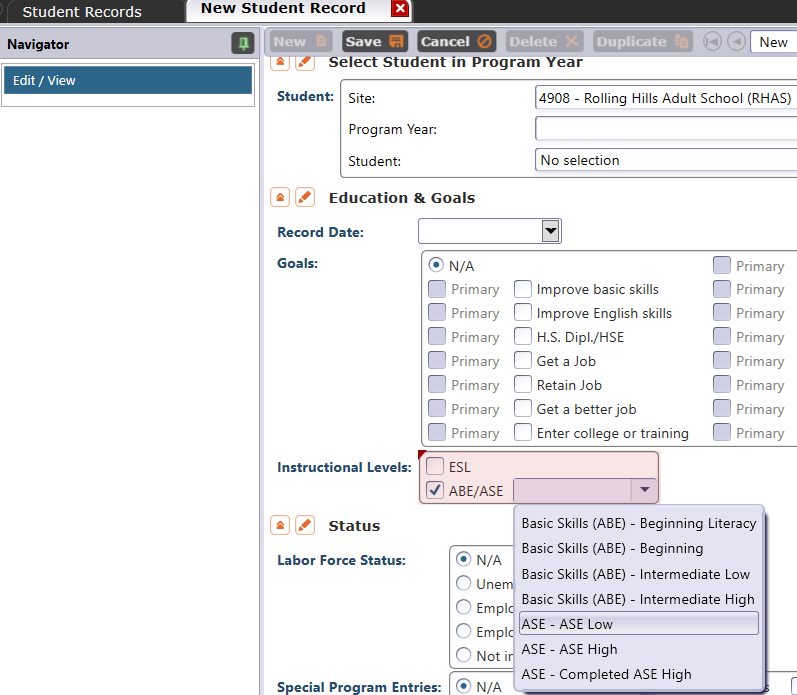 Student Records
New Student Record
Navigator
New Save Cancel Delete Duplicate New
Edit / View
Select Student in Program Year
Student: Site: 4908 - Rolling Hills Adult School (RHAS)
Program Year:
Student: No selection
Education & Goals
Record Date:
Goals: N/A Primary
Primary Improve basic skills Primary
Primary Improve English skills Primary
Primary H.S. Dipl./HSE Primary
Primary Get a Job Primary
Primary Retain Job Primary
Primary Get a better job Primary
Primary Enter college or training Primary
Instructional Levels: ESL
ABE/ASE
Basic Skills (ABE) - Beginning Literacy
Basic Skills (ABE) - Beginning
Basic Skills (ABE) - Intermediate Low
Basic Skills (ABE) - Intermediate High
ASE - ASE Low
ASE - ASE High
ASE - Completed ASE High
Status
Labor Force Status: N/A
Unem
Emplo
Emplo
Not in
Special Program Entries: N/A